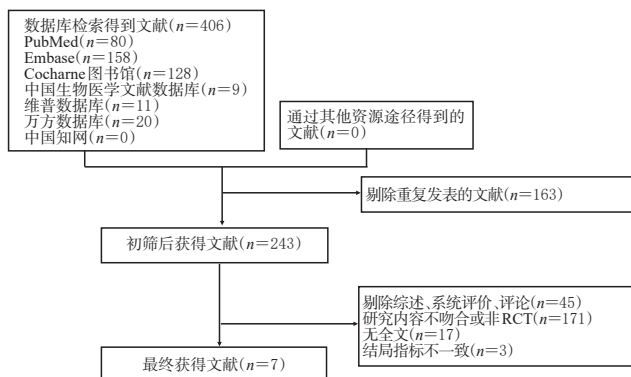 数据库检索得到文献(n=406)
PubMed(n=80)
Embase(n=158)
Cocharne图书馆(n=128)
中国生物医学文献数据库(n=9)
维普数据库(n=11)
万方数据库(n=20)
中国知网(n=0)
通过其他资源途径得到的
文献(n=0)
剔除重复发表的文献(n=163)
初筛后获得文献(n=243)
剔除综述、系统评价、评论(n=45)
研究内容不吻合或非RCT(n=171)
无全文(n=17)
结局指标不一致(n=3)
最终获得文献(n=7)